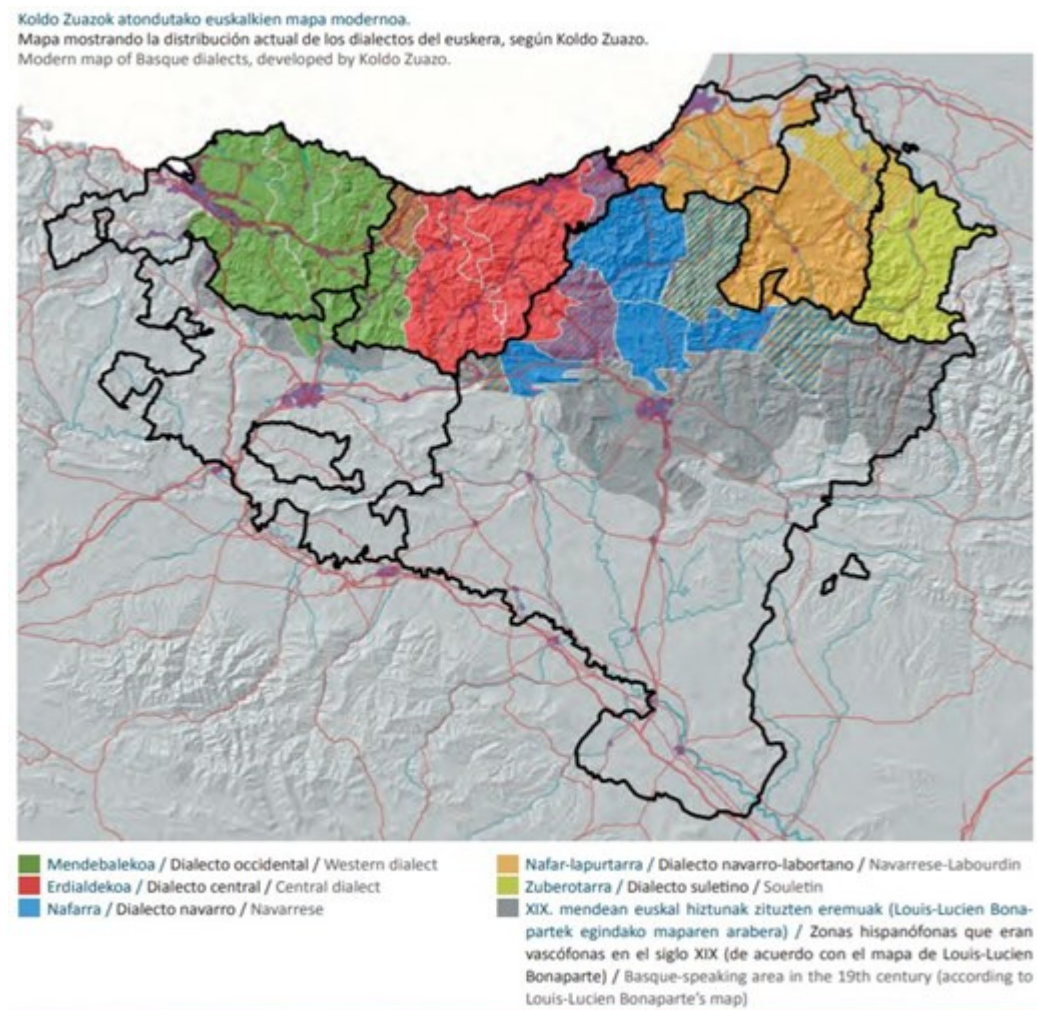 Koldo Zuazok atondutako euskalkien mapa modernoa.
Mapa mostrando la distribución actual de los dialectos del euskera, según Koldo Zuazo.
Modern map of Basque dialects, developed by Koldo Zuazo.
Mendebalekoa / Dialecto occidental / Western dialect
Erdialdekoa / Dialecto central / Central dialect
Nafarra / Dialecto navarro / Navarrese
Nafar-lapurtarra / Dialecto navarro-labortano / Navarrese-Labourdin
Zuberotarra / Dialecto suletino / Souletin
XIX. mendean euskal hiztunak zituzten eremuak (Louis-Lucien Bona-
partek egindako maparen arabera) / Zonas hispanófonas que eran
vascófonas en el siglo XIX (de acuerdo con el mapa de Louis-Lucien
Bonaparte) / Basque-speaking area in the 19th century (according to
Louis-Lucien Bonaparte's map)